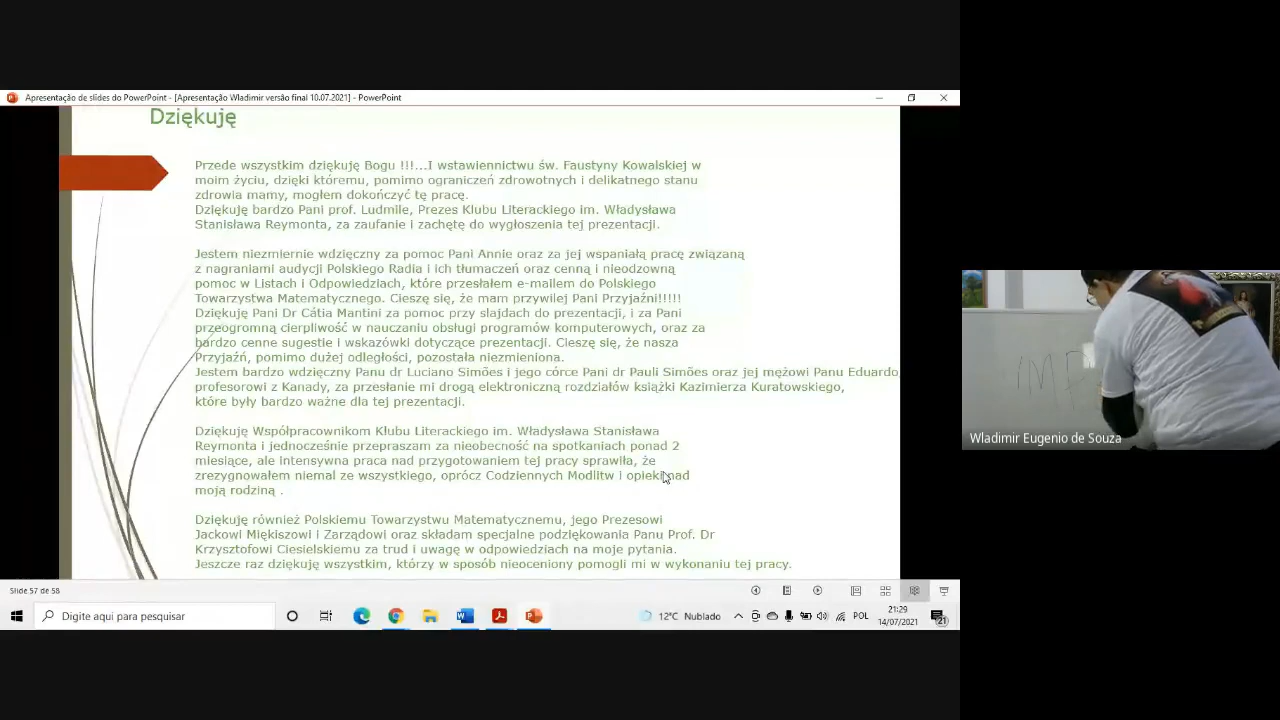 Apresentação de slides do PowerPoint - [Apresentação Wladimir versão final 10.07.2021] - PowerPoint
Dziękuję
Przede wszystkim dziękuję Bogu !!!...I wstawiennictwu św. Faustyny Kowalskiej w
moim życiu, dzięki któremu, pomimo ograniczeń zdrowotnych i delikatnego stanu
zdrowia mamy, mogłem dokończyć tę pracę.
Dziękuję bardzo Pani prof. Ludmile, Prezes Klubu Literackiego im. Władysława
Stanisława Reymonta, za zaufanie i zachętę do wygłoszenia tej prezentacji.
Jestem niezmiernie wdzięczny za pomoc Pani Annie oraz za jej wspaniałą pracę związaną
z nagraniami audycji Polskiego Radia i ich tłumaczeń oraz cenną i nieodzowną
pomoc w Listach i Odpowiedziach, które przesłałem e-mailem do Polskiego
Towarzystwa Matematycznego. Cieszę się, że mam przywilej Pani Przyjaźni!!!!!
Dziękuję Pani Dr Cátia Mantini za pomoc przy slajdach do prezentacji, i za Pani
przeogromną cierpliwość w nauczaniu obsługi programów komputerowych, oraz za
bardzo cenne sugestie i wskazówki dotyczące prezentacji. Cieszę się, że nasza
Przyjaźń, pomimo dużej odległości, pozostała niezmieniona.
Jestem bardzo wdzięczny Panu dr Luciano Simões i jego córce Pani dr Pauli Simões oraz jej mężowi Panu Eduardo,
profesorowi z Kanady, za przesłanie mi drogą elektroniczną rozdziałów książki Kazimierza Kuratowskiego,
które były bardzo ważne dla tej prezentacji.
Dziękuję Współpracownikom Klubu Literackiego im. Władysława Stanisława
Reymonta i jednocześnie przepraszam za nieobecność na spotkaniach ponad 2
miesiące, ale intensywna praca nad przygotowaniem tej pracy sprawiła, że
zrezygnowałem niemal ze wszystkiego, oprócz Codziennych Modlitw i opieki nad
moją rodziną .
Dziękuję również Polskiemu Towarzystwu Matematycznemu, jego Prezesowi
Jackowi Miękiszowi i Zarządowi oraz składam specjalne podziękowania Panu Prof. Dr
Krzysztofowi Ciesielskiemu za trud i uwagę w odpowiedziach na moje pytania.
Jeszcze raz dziękuję wszystkim, którzy w sposób nieoceniony pomogli mi w wykonaniu tej pracy.
Slide 57 de 58
Digite aqui para pesquisar
12°C Nublado
POL
21:29
14/07/2021
21
Wladimir Eugenio de Souza